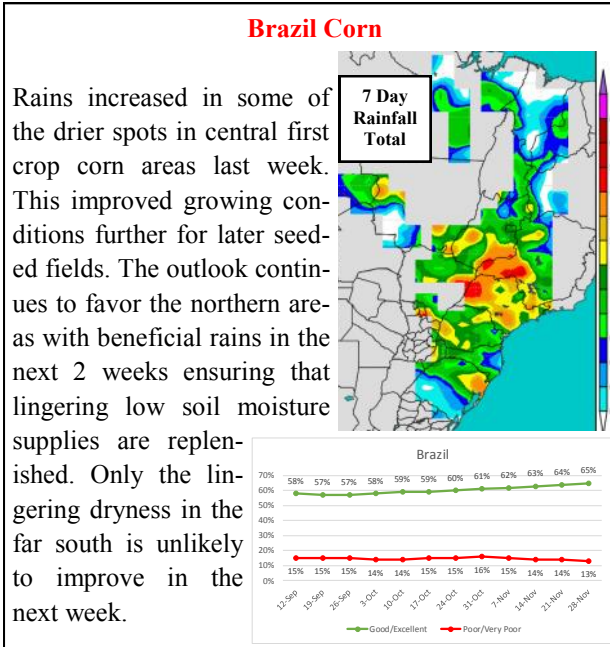 Brazil Corn
Rains increased in some of
the drier spots in central first
crop corn areas last week.
This improved growing con-
ditions further for later seed-
ed fields. The outlook contin-
ues to favor the northern are-
as with beneficial rains in the
next 2 weeks ensuring that
lingering low soil moisture
supplies are replen-
ished. Only the lin-
gering dryness in the
far south is unlikely
to improve in the
next week.
7 Day
Rainfall
Total
Brazil
70%
60%
50%
40%
30%
20%
10%
0%
58% 57% 57% 58% 59% 59% 60% 61% 62% 63% 64% 65%
15% 15% 15% 14% 14% 15% 15% 16% 15% 14% 14% 13%
12-Sep 19-Sep 26-Sep 3-Oct 10-Oct 17-Oct 24-Oct 31-Oct 7-Nov 14-Nov 21-Nov 28-Nov
Good/Excellent Poor/Very Poor